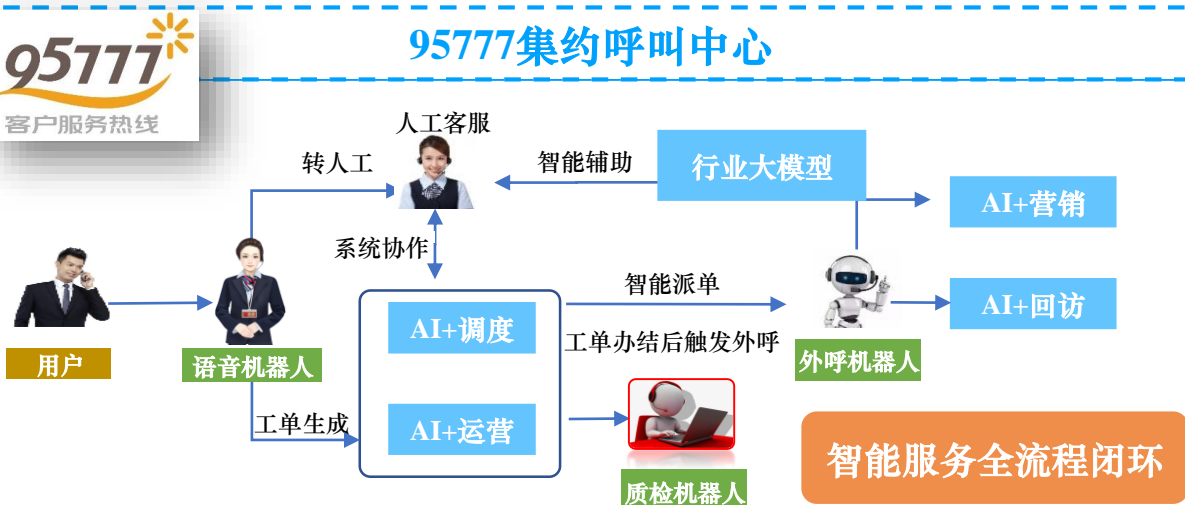 95777
客户服务热线
95777集约呼叫中心
人工客服
转人工
智能辅助
行业大模型
AI+营销
系统协作
智能派单
AI+回访
AI+调度
工单办结后触发外呼
用户
语音机器人
外呼机器人
工单生成
AI+运营
智能服务全流程闭环
质检机器人